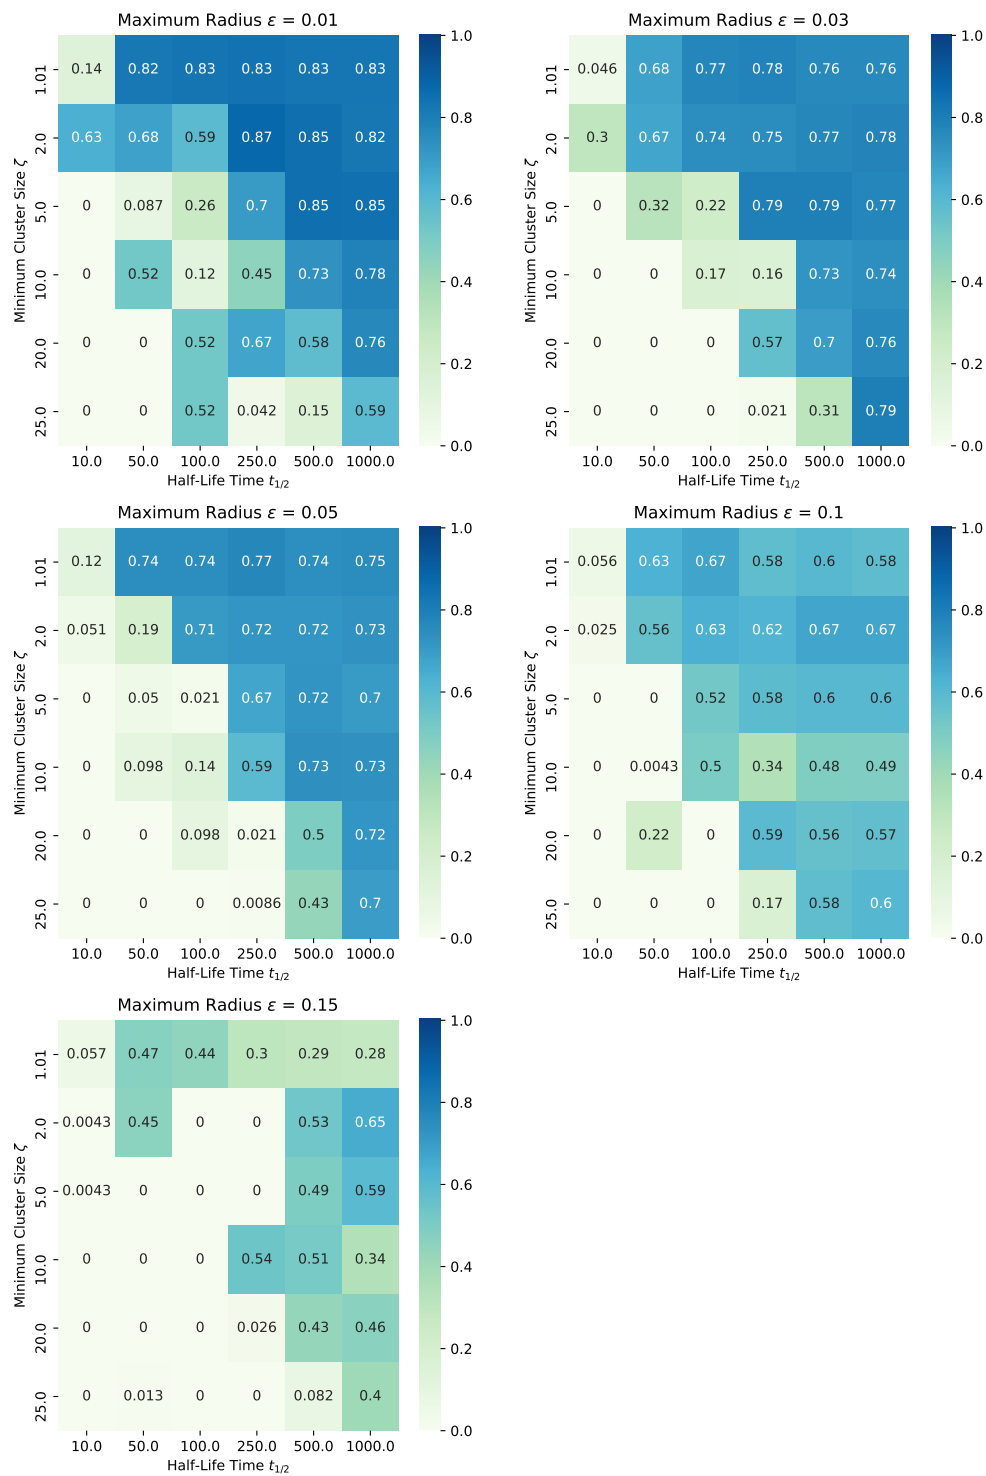 Maximum Radius ε = 0.01
1.0
0.8
0.6
0.4
0.2
0.0
Minimum Cluster Size ζ
1.01 0.14 0.82 0.83 0.83 0.83 0.83
2.0 0.63 0.68 0.59 0.87 0.85 0.82
5.0 0 0.087 0.26 0.7 0.85 0.85
10.0 0 0.52 0.12 0.45 0.73 0.78
20.0 0 0 0.52 0.67 0.58 0.76
25.0 0 0 0.52 0.042 0.15 0.59
10.0 50.0 100.0 250.0 500.0 1000.0
Half-Life Time t1/2
Maximum Radius ε = 0.03
1.0
0.8
0.6
0.4
0.2
0.0
Minimum Cluster Size ζ
1.01 0.046 0.68 0.77 0.78 0.76 0.76
2.0 0.3 0.67 0.74 0.75 0.77 0.78
5.0 0 0.32 0.22 0.79 0.79 0.77
10.0 0 0 0.17 0.16 0.73 0.74
20.0 0 0 0 0.57 0.7 0.76
25.0 0 0 0 0.021 0.31 0.79
10.0 50.0 100.0 250.0 500.0 1000.0
Half-Life Time t1/2
Maximum Radius ε = 0.05
1.0
0.8
0.6
0.4
0.2
0.0
Minimum Cluster Size ζ
1.01 0.12 0.74 0.74 0.77 0.74 0.75
2.0 0.051 0.19 0.71 0.72 0.72 0.73
5.0 0 0.05 0.021 0.67 0.72 0.7
10.0 0 0.098 0.14 0.59 0.73 0.73
20.0 0 0 0.098 0.021 0.5 0.72
25.0 0 0 0 0.0086 0.43 0.7
10.0 50.0 100.0 250.0 500.0 1000.0
Half-Life Time t1/2
Maximum Radius ε = 0.1
1.0
0.8
0.6
0.4
0.2
0.0
Minimum Cluster Size ζ
1.01 0.056 0.63 0.67 0.58 0.6 0.58
2.0 0.025 0.56 0.63 0.62 0.67 0.67
5.0 0 0 0.52 0.58 0.6 0.6
10.0 0 0.0043 0.5 0.34 0.48 0.49
20.0 0 0.22 0 0.59 0.56 0.57
25.0 0 0 0 0.17 0.58 0.6
10.0 50.0 100.0 250.0 500.0 1000.0
Half-Life Time t1/2
Maximum Radius ε = 0.15
1.0
0.8
0.6
0.4
0.2
0.0
Minimum Cluster Size ζ
1.01 0.057 0.47 0.44 0.3 0.29 0.28
2.0 0.0043 0.45 0 0 0.53 0.65
5.0 0.0043 0 0 0 0.49 0.59
10.0 0 0 0 0.54 0.51 0.34
20.0 0 0 0 0.026 0.43 0.46
25.0 0 0.013 0 0 0.082 0.4
10.0 50.0 100.0 250.0 500.0 1000.0
Half-Life Time t1/2